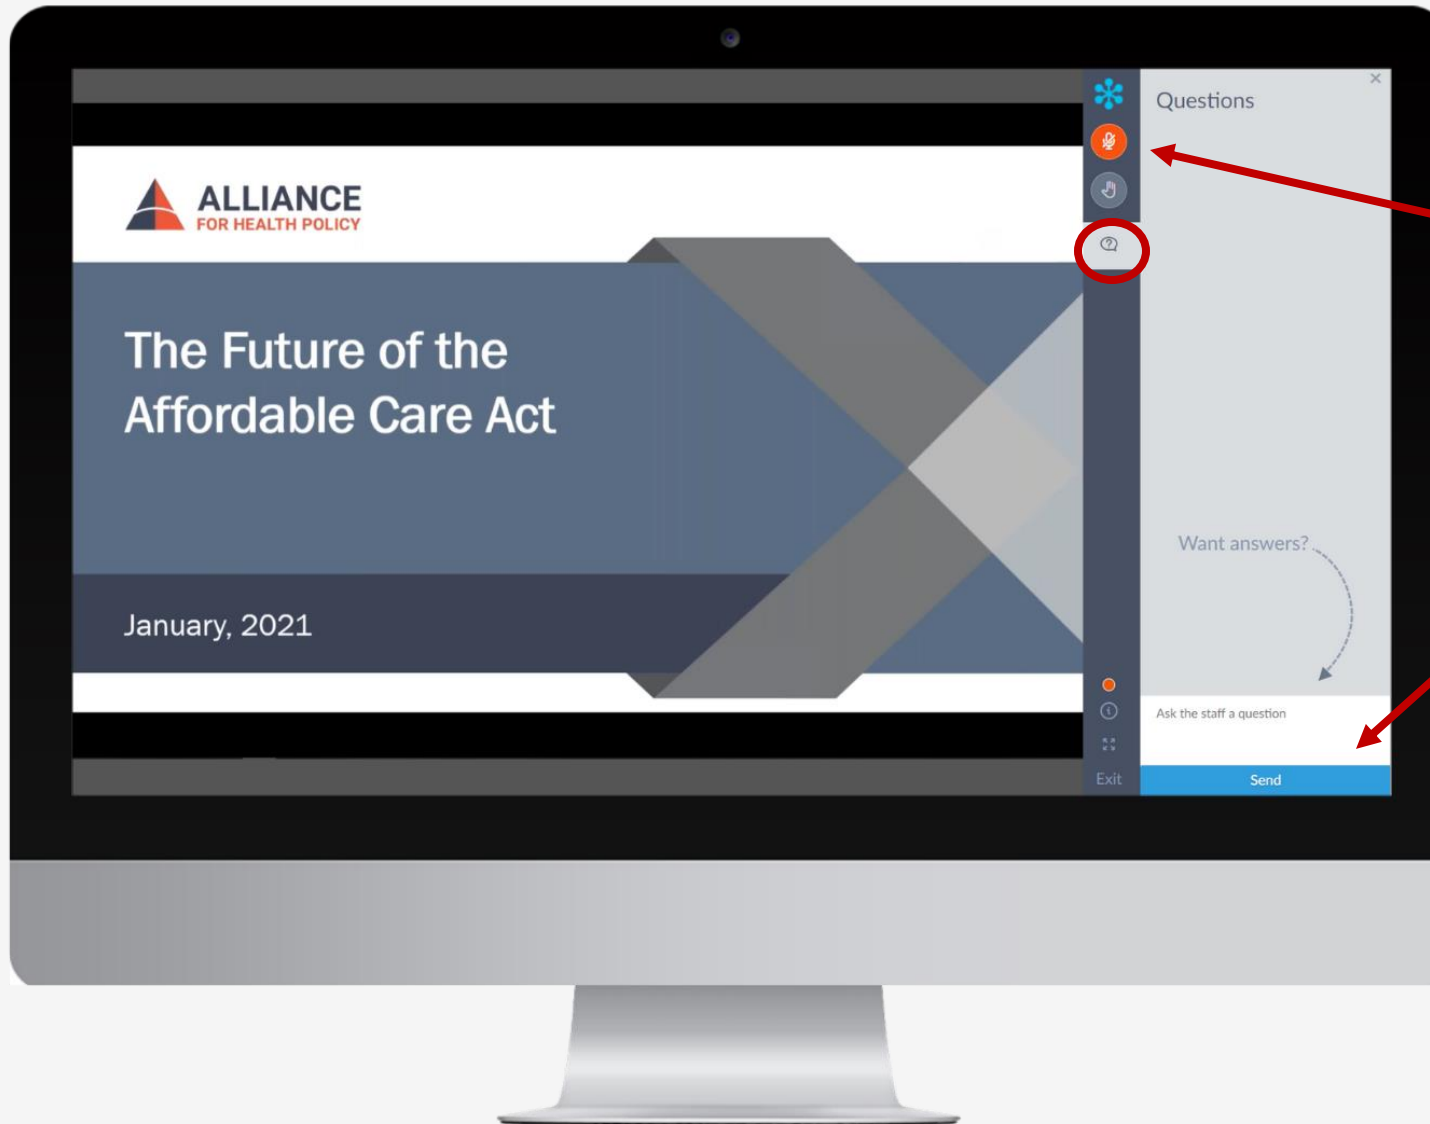 ALLIANCE
FOR HEALTH POLICY
The Future of the
Affordable Care Act
January, 2021
Questions
Want answers?
Ask the staff a question
Exit
Send